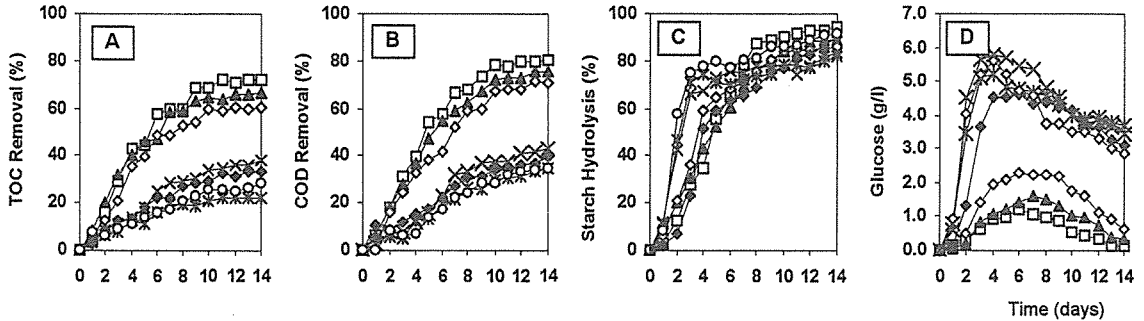 TOC Removal (%)
100
80
60
40
20
0
A
0 2 4 6 8 10 12 14
COD Removal (%)
100
80
60
40
20
0
B
0 2 4 6 8 10 12 14
Starch Hydrolysis (%)
100
80
60
40
20
0
C
0 2 4 6 8 10 12 14
Glucose (g/l)
7.0
6.0
5.0
4.0
3.0
2.0
1.0
0.0
D
0 2 4 6 8 10 12 14
Time (days)